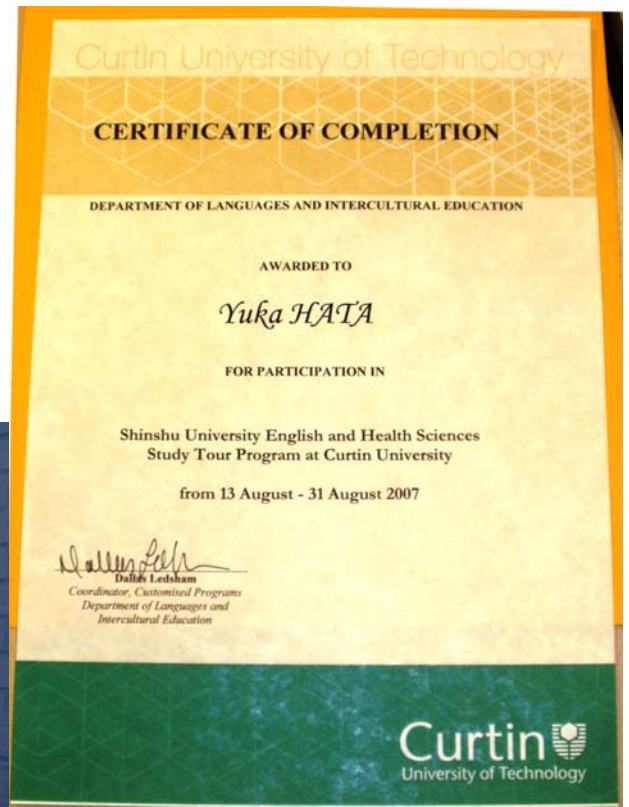 Curtin University of Technology
CERTIFICATE OF COMPLETION
DEPARTMENT OF LANGUAGES AND INTERCULTURAL EDUCATION
AWARDED TO
Yuka HATA
FOR PARTICIPATION IN
Shinshu University English and Health Sciences
Study Tour Program at Curtin University
from 13 August - 31 August 2007
Dallas Ledsham
Coordinator, Customised Programs
Department of Languages and
Intercultural Education
Curtin
University of Technology